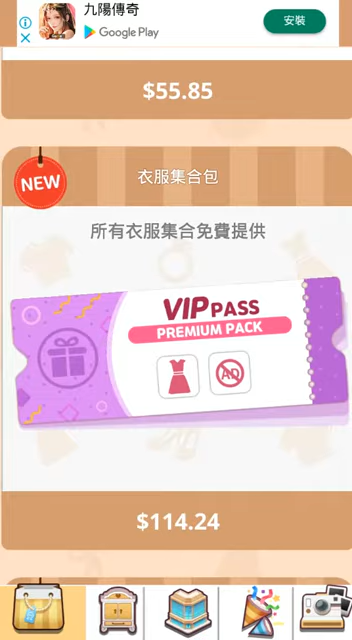 九陽傳奇
Google Play
安裝
$55.85
NEW
衣服集合包
所有衣服集合免費提供
VIP PASS
PREMIUM PACK
AD
$114.24